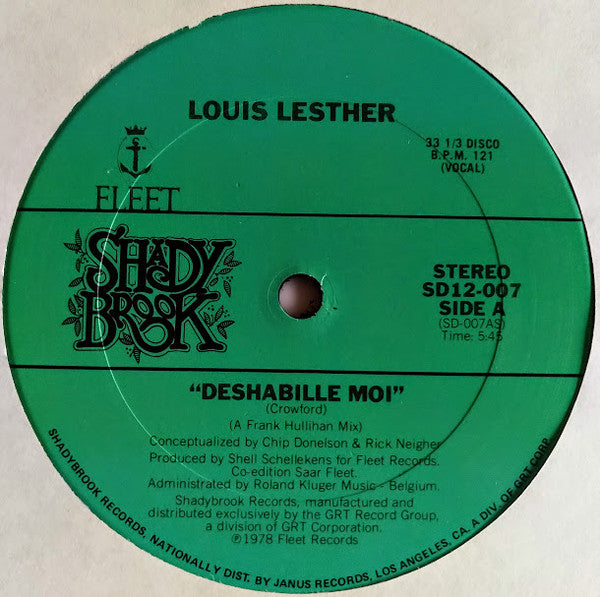 LOUIS LESTHER
33 1/3 DISCO
B.P.M. 121
(VOCAL)
FLEET
SHADY
BROOK
STEREO
SD12-007
SIDE A
(SD-007AS)
Time: 5:45
"DESHABILLE MOI"
(Crowford)
(A Frank Hullihan Mix)
Conceptualized by Chip Donelson & Rick Neigher
Produced by Shell Schellekens for Fleet Records.
Co-edition Saar Fleet.
Administrated by Roland Kluger Music - Belgium.
Shadybrook Records, manufactured and
distributed exclusively by the GRT Record Group,
a division of GRT Corporation.
℗1978 Fleet Records
SHADYBROOK RECORDS, NATIONALLY DIST. BY JANUS RECORDS, LOS ANGELES, CA. A DIV. OF GRT CORP.